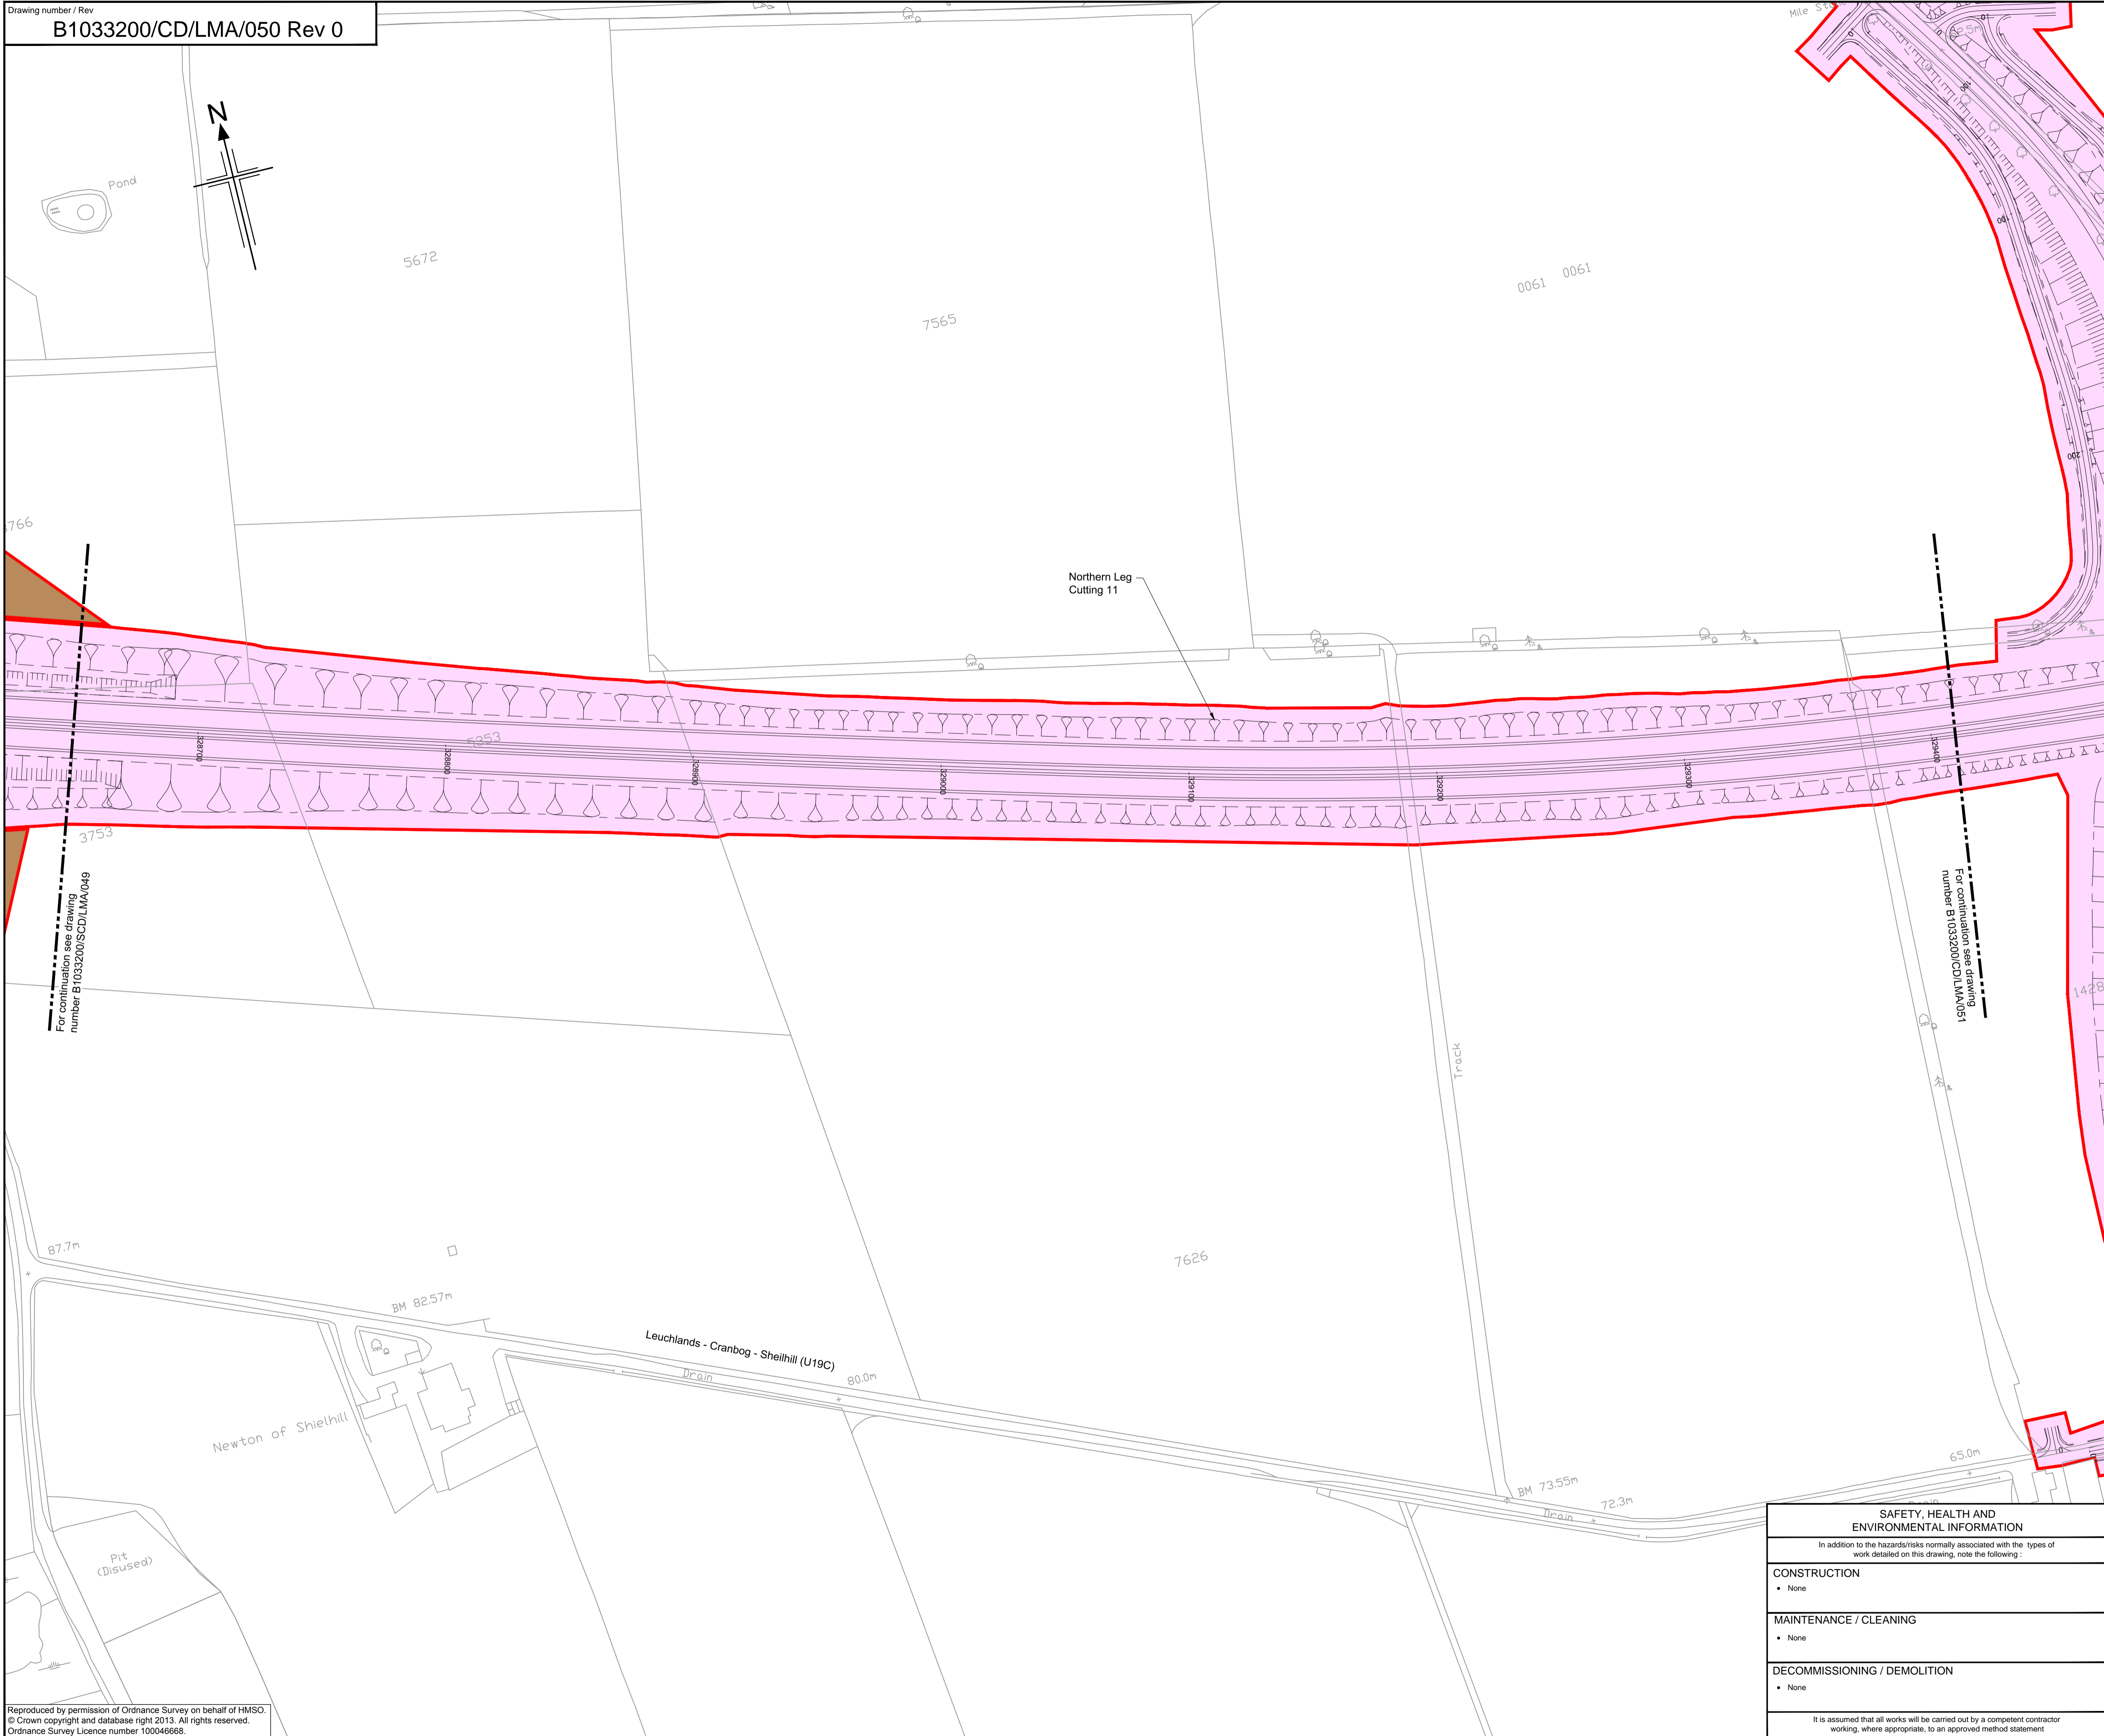 Drawing number / Rev
B1033200/CD/LMA/050 Rev 0
Mile
N
Pond
5672
7565
0061 0061
100
100
200
Northern Leg
Cutting 11
5353
328700
328800
328900
329000
329100
329200
329300
329400
3753
For continuation see drawing
number B1033200/SCD/LMA/049
For continuation see drawing
number B1033200/CD/LMA/051
1428
Track
87.7m
BM 82.57m
7626
Leuchlands - Cranbog - Sheilhill (U19C)
Drain
80.0m
Newton of Shielhill
65.0m
BM 73.55m
72.3m
Drain
Pit
(Disused)
SAFETY, HEALTH AND
ENVIRONMENTAL INFORMATION
In addition to the hazards/risks normally associated with the types of
work detailed on this drawing, note the following :
CONSTRUCTION
• None
MAINTENANCE / CLEANING
• None
DECOMMISSIONING / DEMOLITION
• None
It is assumed that all works will be carried out by a competent contractor
working, where appropriate, to an approved method statement
Reproduced by permission of Ordnance Survey on behalf of HMSO.
© Crown copyright and database right 2013. All rights reserved.
Ordnance Survey Licence number 100046668.